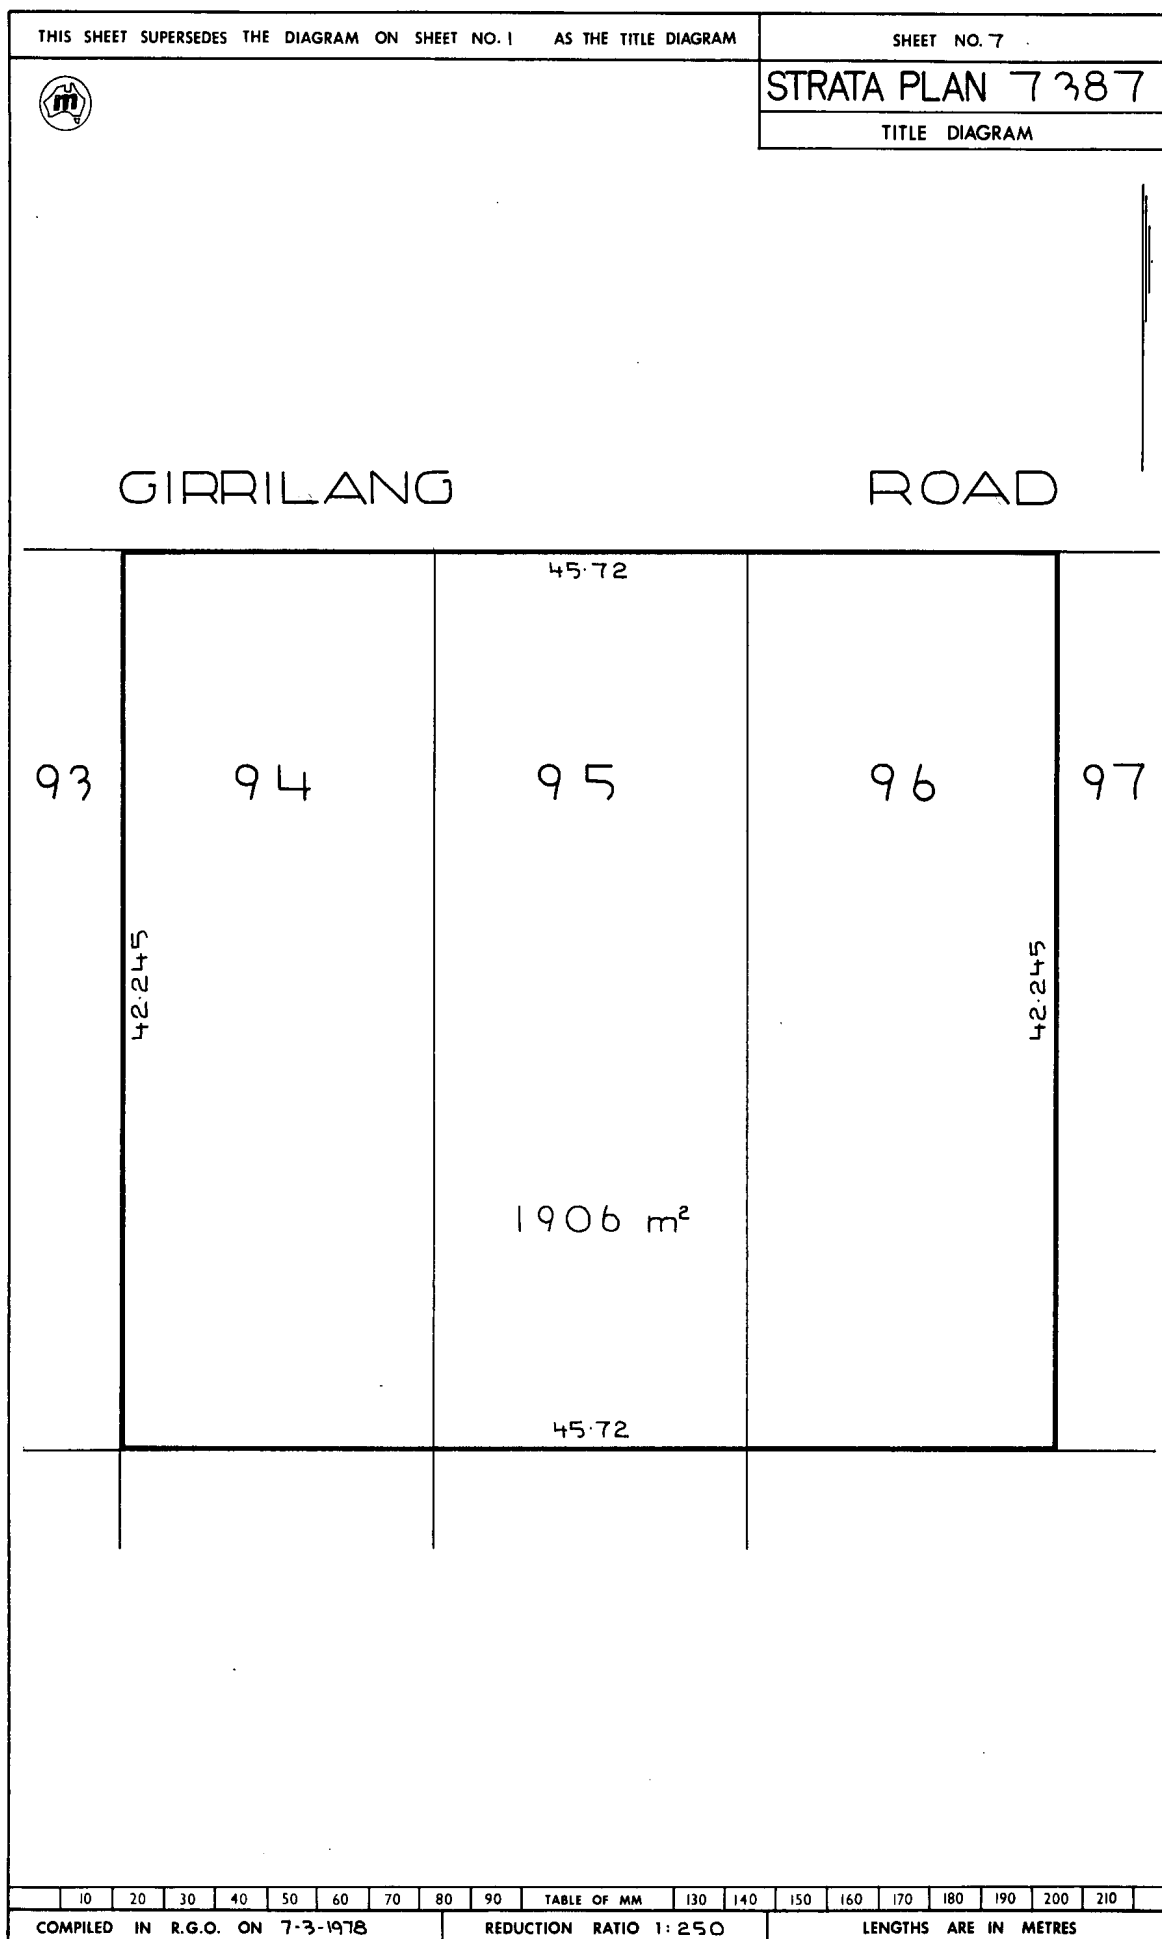 THIS SHEET SUPERSEDES THE DIAGRAM ON SHEET NO. 1 AS THE TITLE DIAGRAM
SHEET NO. 7
m
STRATA PLAN 7387
TITLE DIAGRAM
GIRRILANG ROAD
45·72
93 94 95 96 97
42·245
42·245
1906 m²
45·72
10 20 30 40 50 60 70 80 90 TABLE OF MM 130 140 150 160 170 180 190 200 210
COMPILED IN R.G.O. ON 7-3-1978
REDUCTION RATIO 1:250
LENGTHS ARE IN METRES